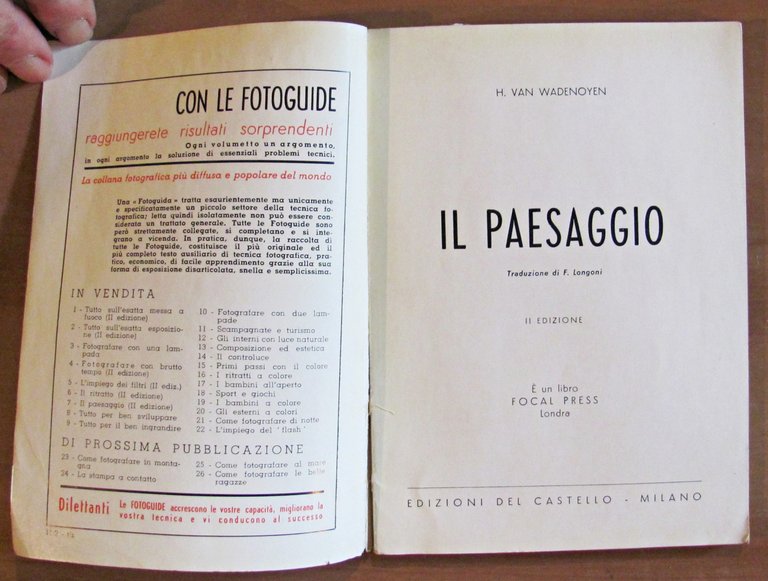 CON LE FOTOGUIDE
raggiungerete risultati sorprendenti
Ogni volumetto un argomento,
in ogni argomento la soluzione di essenziali problemi tecnici.
La collana fotografica più diffusa e popolare del mondo
Una « Fotoguida » tratta esaurientemente ma unicamente
e specificatamente un piccolo settore della tecnica fo-
tografica; letta quindi isolatamente non può essere con-
siderata un trattato generale. Tutte le Fotoguide sono
però strettamente collegate, si completano e si inte-
grano a vicenda. In pratica, dunque, la raccolta di
tutte le Fotoguide, costituisce il più originale ed il
più completo testo ausiliario di tecnica fotografica, pra-
tico, economico, di facile apprendimento grazie alla sua
forma di esposizione disarticolata, snella e semplicissima.
IN VENDITA
1 - Tutto sull'esatta messa a
fuoco (II edizione)
2 - Tutto sull'esatta esposizio-
ne (II edizione)
3 - Fotografare con una lam-
pada
4 - Fotografare con brutto
tempo (II edizione)
5 - L'impiego dei filtri (II ediz.)
6 - Il ritratto (II edizione)
7 - Il paesaggio (II edizione)
8 - Tutto per ben sviluppare
9 - Tutto per il ben ingrandire
10 - Fotografare con due lam-
pade
11 - Scampagnate e turismo
12 - Gli interni con luce naturale
13 - Composizione ed estetica
14 - Il controluce
15 - Primi passi con il colore
16 - I ritratti a colore
17 - I bambini all'aperto
18 - Sport e giochi
19 - I bambini a colore
20 - Gli esterni a colori
21 - Come fotografare di notte
22 - L'impiego del "flash"
DI PROSSIMA PUBBLICAZIONE
23 - Come fotografare in monta-
gna
24 - La stampa a contatto
25 - Come fotografare al mare
26 - Come fotografare le belle
ragazze
Dilettanti Le FOTOGUIDE accrescono le vostre capacità, migliorano la
vostra tecnica e vi conducono al successo
H. VAN WADENOYEN
IL PAESAGGIO
Traduzione di F. Longoni
II EDIZIONE
È un libro
FOCAL PRESS
Londra
EDIZIONI DEL CASTELLO - MILANO